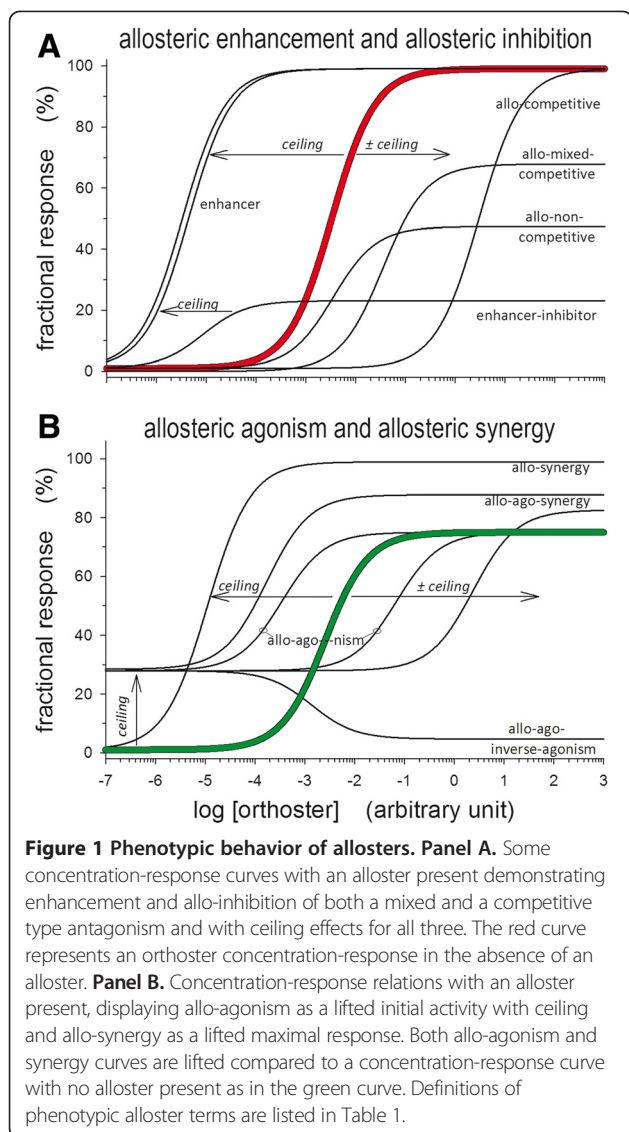 A
allosteric enhancement and allosteric inhibition
fractional response (%)
100
80
60
40
20
0
allo-competitive
ceiling
± ceiling
allo-mixed-
competitive
enhancer
allo-non-
competitive
ceiling
enhancer-inhibitor
B
allosteric agonism and allosteric synergy
fractional response (%)
100
80
60
40
20
0
allo-synergy
allo-ago-synergy
ceiling
± ceiling
allo-ago-nism
ceiling
allo-ago-
inverse-agonism
-7 -6 -5 -4 -3 -2 -1 0 1 2 3
log [orthoster] (arbitrary unit)
Figure 1 Phenotypic behavior of allosters. Panel A. Some
concentration-response curves with an alloster present demonstrating
enhancement and allo-inhibition of both a mixed and a competitive
type antagonism and with ceiling effects for all three. The red curve
represents an orthoster concentration-response in the absence of an
alloster. Panel B. Concentration-response relations with an alloster
present, displaying allo-agonism as a lifted initial activity with ceiling
and allo-synergy as a lifted maximal response. Both allo-agonism and
synergy curves are lifted compared to a concentration-response curve
with no alloster present as in the green curve. Definitions of
phenotypic alloster terms are listed in Table 1.